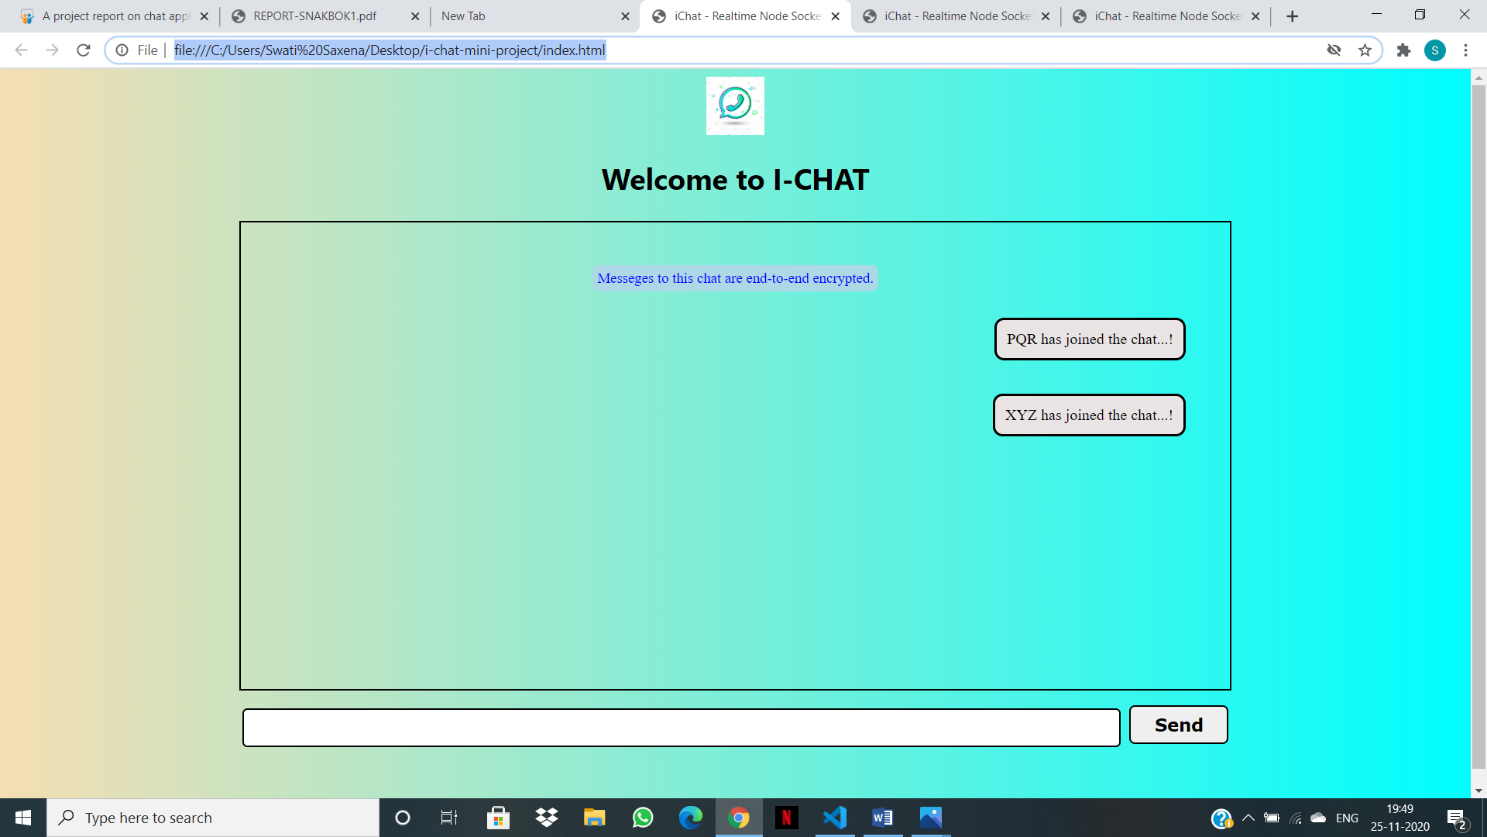 A project report on chat appl
REPORT-SNAKBOK1.pdf
New Tab
iChat - Realtime Node Socke
iChat - Realtime Node Socke
iChat - Realtime Node Socke
File | file:///C:/Users/Swati%20Saxena/Desktop/i-chat-mini-project/index.html
S
Welcome to I-CHAT
Messeges to this chat are end-to-end encrypted.
PQR has joined the chat...!
XYZ has joined the chat...!
Send
Type here to search
N
W
ENG
19:49
25-11-2020
2